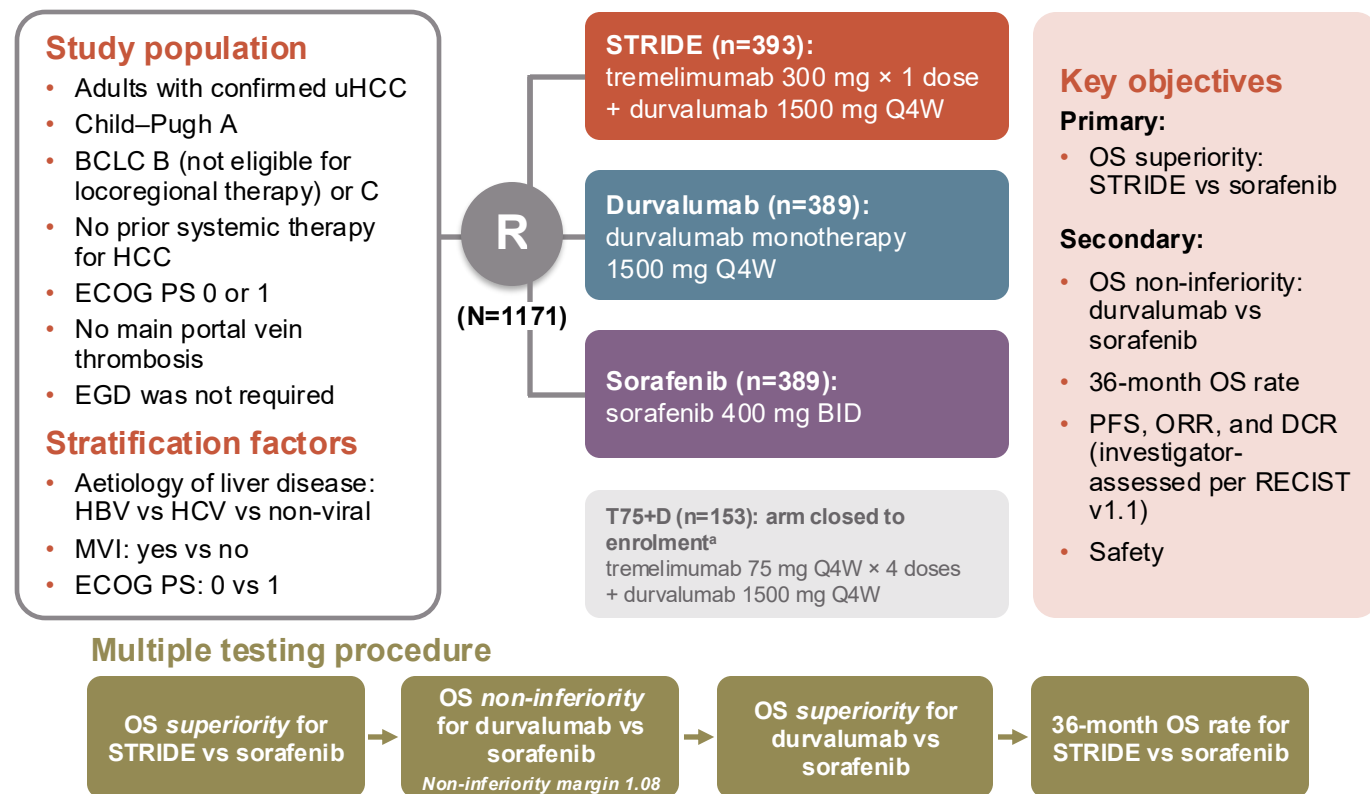 Study population
• Adults with confirmed uHCC
• Child–Pugh A
• BCLC B (not eligible for
locoregional therapy) or C
• No prior systemic therapy
for HCC
• ECOG PS 0 or 1
• No main portal vein
thrombosis
• EGD was not required
Stratification factors
• Aetiology of liver disease:
HBV vs HCV vs non-viral
• MVI: yes vs no
• ECOG PS: 0 vs 1
R
(N=1171)
STRIDE (n=393):
tremelimumab 300 mg × 1 dose
+ durvalumab 1500 mg Q4W
Durvalumab (n=389):
durvalumab monotherapy
1500 mg Q4W
Sorafenib (n=389):
sorafenib 400 mg BID
T75+D (n=153): arm closed to
enrolmentᵃ
tremelimumab 75 mg Q4W × 4 doses
+ durvalumab 1500 mg Q4W
Key objectives
Primary:
• OS superiority:
STRIDE vs sorafenib
Secondary:
• OS non-inferiority:
durvalumab vs
sorafenib
• 36-month OS rate
• PFS, ORR, and DCR
(investigator-
assessed per RECIST
v1.1)
• Safety
Multiple testing procedure
OS superiority for
STRIDE vs sorafenib
OS non-inferiority
for durvalumab vs
sorafenib
Non-inferiority margin 1.08
OS superiority for
durvalumab vs
sorafenib
36-month OS rate for
STRIDE vs sorafenib